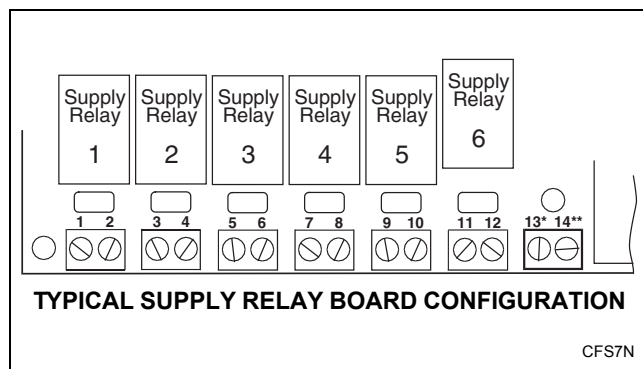 Supply Relay 1
Supply Relay 2
Supply Relay 3
Supply Relay 4
Supply Relay 5
Supply Relay 6
1 2 3 4 5 6 7 8 9 10 11 12 13* 14**
TYPICAL SUPPLY RELAY BOARD CONFIGURATION
CFS7N